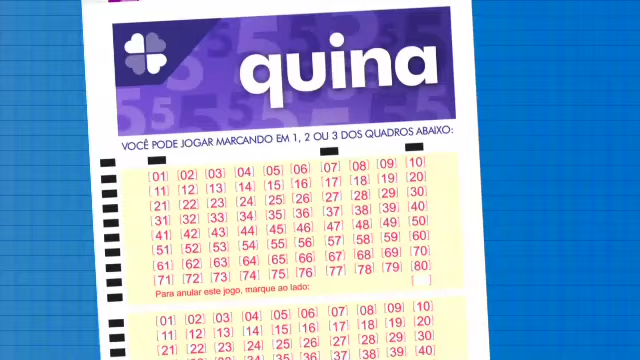 quina
VOCÊ PODE JOGAR MARCANDO EM 1, 2 OU 3 DOS QUADROS ABAIXO:
[01] [02] [03] [04] [05] [06] [07] [08] [09] [10]
[11] [12] [13] [14] [15] [16] [17] [18] [19] [20]
[21] [22] [23] [24] [25] [26] [27] [28] [29] [30]
[31] [32] [33] [34] [35] [36] [37] [38] [39] [40]
[41] [42] [43] [44] [45] [46] [47] [48] [49] [50]
[51] [52] [53] [54] [55] [56] [57] [58] [59] [60]
[61] [62] [63] [64] [65] [66] [67] [68] [69] [70]
[71] [72] [73] [74] [75] [76] [77] [78] [79] [80]
Para anular este jogo, marque ao lado: [ ]
[01] [02] [03] [04] [05] [06] [07] [08] [09] [10]
[11] [12] [13] [14] [15] [16] [17] [18] [19] [20]
[21] [22] [23] [24] [25] [26] [27] [28] [29] [30]
[33] [34] [35] [36] [37] [38] [39] [40]